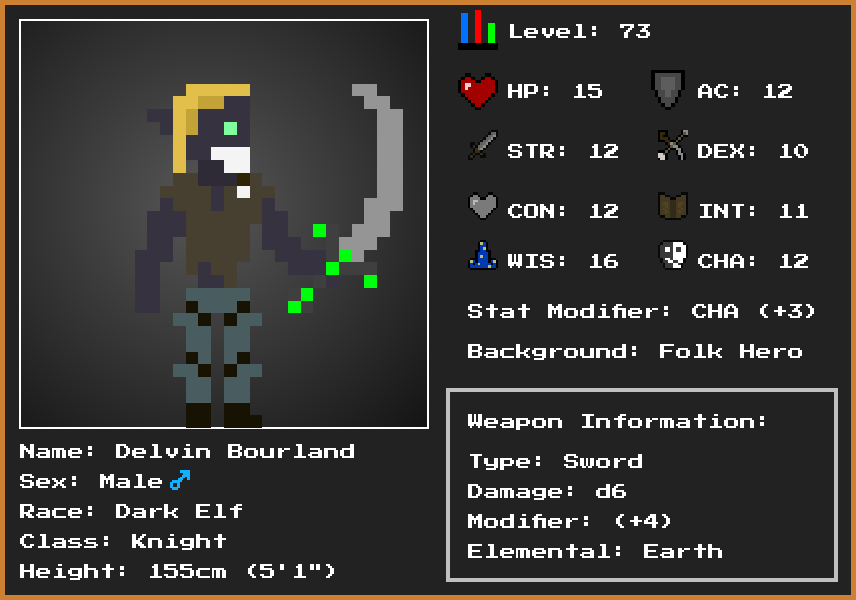 Level: 73
HP: 15 AC: 12
STR: 12 DEX: 10
CON: 12 INT: 11
WIS: 16 CHA: 12
Stat Modifier: CHA (+3)
Background: Folk Hero
Name: Delvin Bourland
Sex: Male ♂
Race: Dark Elf
Class: Knight
Height: 155cm (5'1")
Weapon Information:
Type: Sword
Damage: d6
Modifier: (+4)
Elemental: Earth